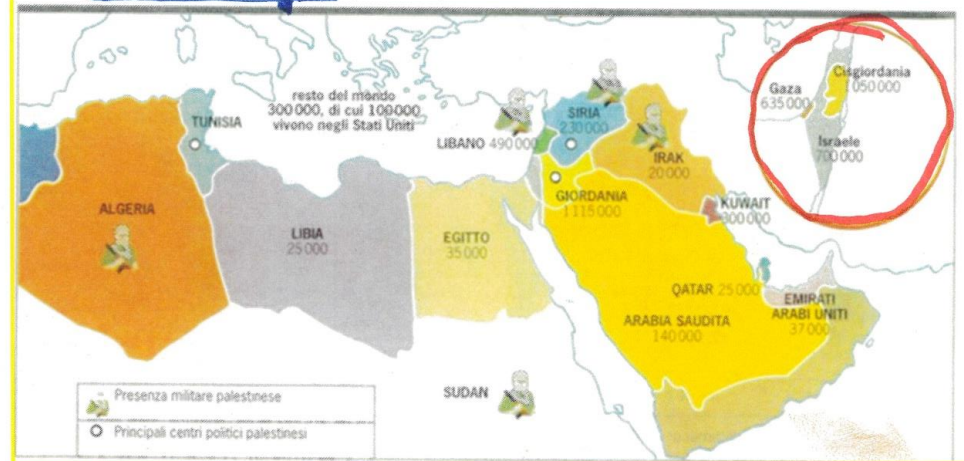 resto del mondo
300 000, di cui 100 000
vivono negli Stati Uniti
TUNISIA
LIBANO 490 000
SIRIA
230 000
IRAK
20 000
Gaza
635 000
Cisgiordania
1 050 000
Israele
700 000
ALGERIA
LIBIA
25 000
EGITTO
35 000
GIORDANIA
1 115 000
KUWAIT
300 000
QATAR 25 000
EMIRATI
ARABI UNITI
37 000
ARABIA SAUDITA
140 000
SUDAN
Presenza militare palestinese
Principali centri politici palestinesi